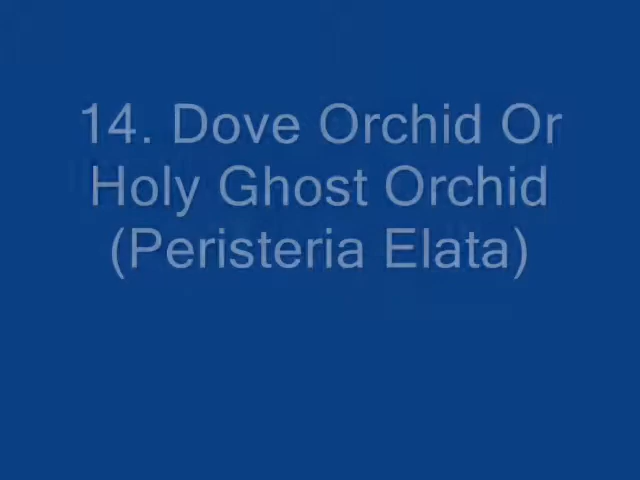 14. Dove Orchid Or
Holy Ghost Orchid
(Peristeria Elata)